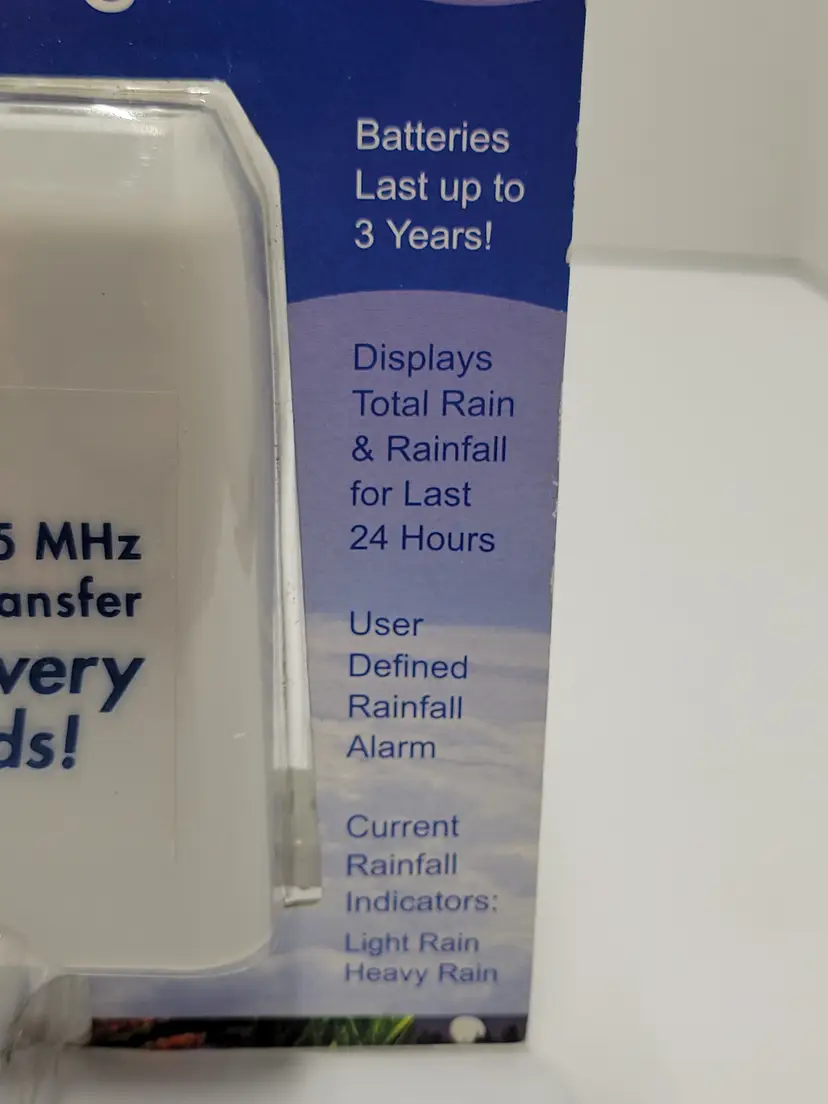 Batteries
Last up to
3 Years!
Displays
Total Rain
& Rainfall
for Last
24 Hours
User
Defined
Rainfall
Alarm
Current
Rainfall
Indicators:
Light Rain
Heavy Rain
5 MHz
ansfer
very
ds!